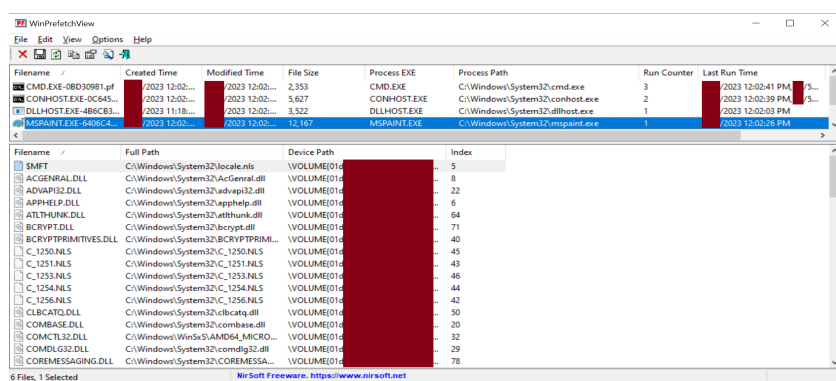 WinPrefetchView
File Edit View Options Help
Filename / Created Time Modified Time File Size Process EXE Process Path Run Counter Last Run Time
CMD.EXE-0BD30981.pf /2023 12:02:... /2023 12:02:... 2,353 CMD.EXE C:\Windows\System32\cmd.exe 3 /2023 12:02:41 PM, /5...
CONHOST.EXE-0C645... /2023 12:02:... /2023 12:02:... 5,627 CONHOST.EXE C:\Windows\System32\conhost.exe 2 /2023 12:02:39 PM, /5...
DLLHOST.EXE-4B6CB3... /2023 11:18:... /2023 12:02:... 3,522 DLLHOST.EXE C:\Windows\System32\dllhost.exe 1 /2023 12:02:03 PM
MSPAINT.EXE-6406C4... /2023 12:02:... /2023 12:02:... 12,167 MSPAINT.EXE C:\Windows\System32\mspaint.exe 1 /2023 12:02:26 PM
Filename / Full Path Device Path Index
$MFT C:\Windows\System32\locale.nls \VOLUME{01d ... 5
ACGENRAL.DLL C:\Windows\System32\AcGenral.dll \VOLUME{01d ... 8
ADVAPI32.DLL C:\Windows\System32\advapi32.dll \VOLUME{01d ... 22
APPHELP.DLL C:\Windows\System32\apphelp.dll \VOLUME{01d ... 6
ATLTHUNK.DLL C:\Windows\System32\atlthunk.dll \VOLUME{01d ... 64
BCRYPT.DLL C:\Windows\System32\bcrypt.dll \VOLUME{01d ... 71
BCRYPTPRIMITIVES.DLL C:\Windows\System32\BCRYPTPRIMI... \VOLUME{01d ... 40
C_1250.NLS C:\Windows\System32\C_1250.NLS \VOLUME{01d ... 45
C_1251.NLS C:\Windows\System32\C_1251.NLS \VOLUME{01d ... 43
C_1253.NLS C:\Windows\System32\C_1253.NLS \VOLUME{01d ... 46
C_1254.NLS C:\Windows\System32\C_1254.NLS \VOLUME{01d ... 44
C_1256.NLS C:\Windows\System32\C_1256.NLS \VOLUME{01d ... 42
CLBCATQ.DLL C:\Windows\System32\clbcatq.dll \VOLUME{01d ... 50
COMBASE.DLL C:\Windows\System32\combase.dll \VOLUME{01d ... 20
COMCTL32.DLL C:\Windows\WinSxS\AMD64_MICRO... \VOLUME{01d ... 32
COMDLG32.DLL C:\Windows\System32\comdlg32.dll \VOLUME{01d ... 29
COREMESSAGING.DLL C:\Windows\System32\COREMESSA... \VOLUME{01d ... 78
6 Files, 1 Selected NirSoft Freeware. https://www.nirsoft.net